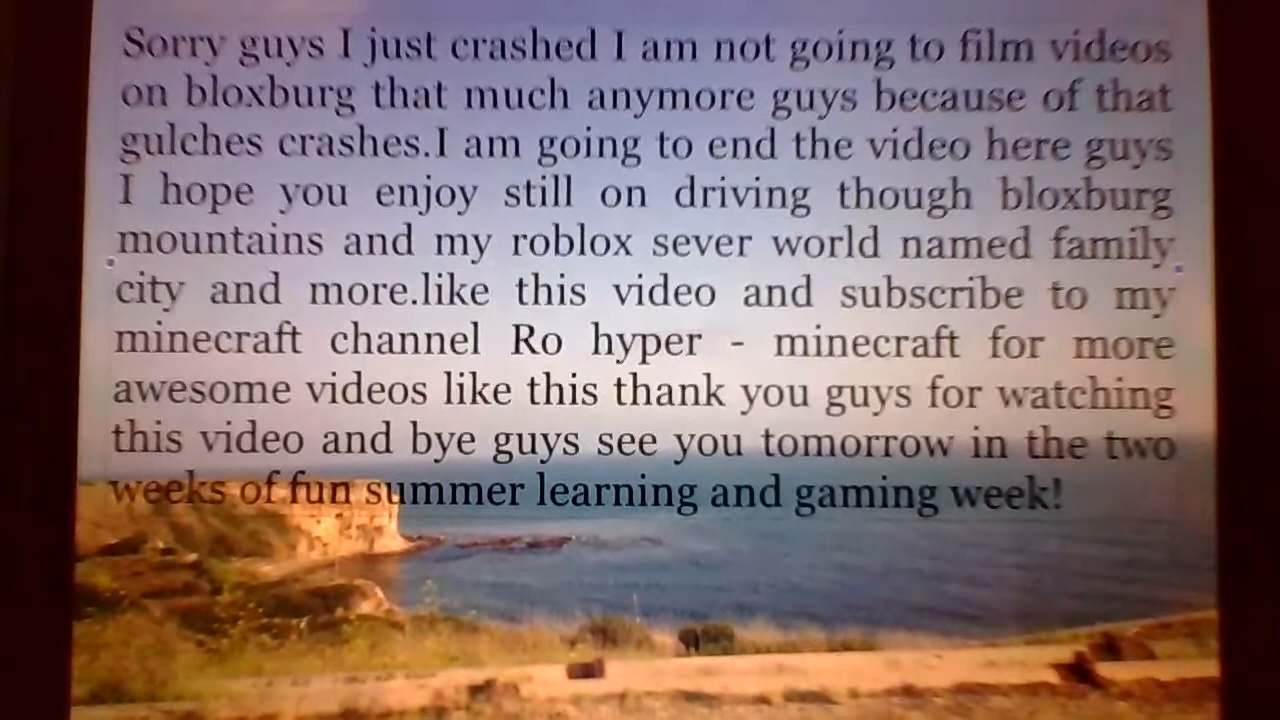 Sorry guys I just crashed I am not going to film videos
on bloxburg that much anymore guys because of that
gulches crashes.I am going to end the video here guys
I hope you enjoy still on driving though bloxburg
mountains and my roblox sever world named family
city and more.like this video and subscribe to my
minecraft channel Ro hyper - minecraft for more
awesome videos like this thank you guys for watching
this video and bye guys see you tomorrow in the two
weeks of fun summer learning and gaming week!